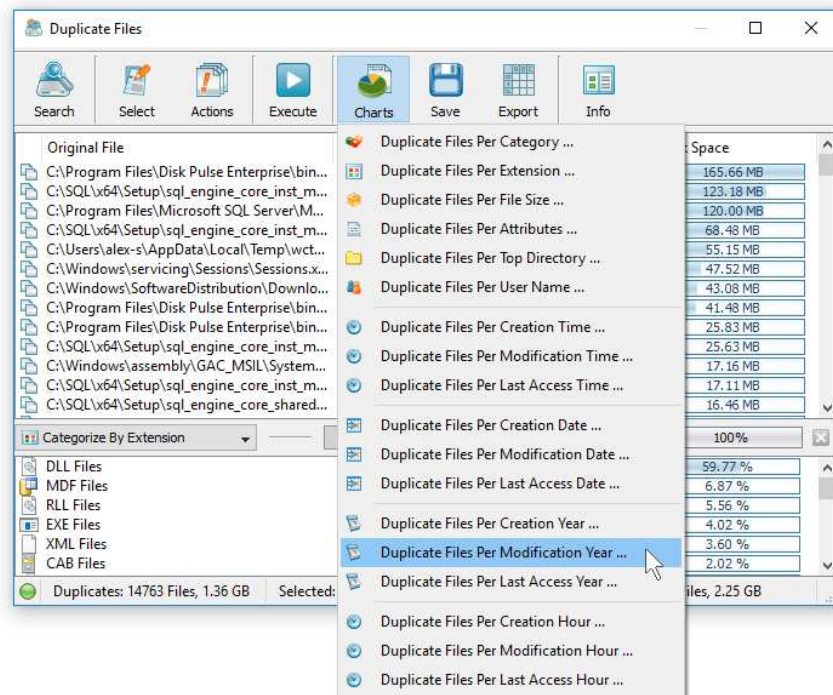 Duplicate Files
Search Select Actions Execute Charts Save Export Info
Original File
Space
C:\Program Files\Disk Pulse Enterprise\bin...
165.66 MB
C:\SQL\x64\Setup\sql_engine_core_inst_m...
123.18 MB
C:\Program Files\Microsoft SQL Server\M...
120.00 MB
C:\SQL\x64\Setup\sql_engine_core_inst_m...
68.48 MB
C:\Users\alex-s\AppData\Local\Temp\wct...
55.15 MB
C:\Windows\servicing\Sessions\Sessions.x...
47.52 MB
C:\Windows\SoftwareDistribution\Downlo...
43.08 MB
C:\Program Files\Disk Pulse Enterprise\bin...
41.48 MB
C:\Program Files\Disk Pulse Enterprise\bin...
25.83 MB
C:\SQL\x64\Setup\sql_engine_core_inst_m...
25.63 MB
C:\Windows\assembly\GAC_MSIL\System...
17.16 MB
C:\SQL\x64\Setup\sql_engine_core_inst_m...
17.11 MB
C:\SQL\x64\Setup\sql_engine_core_shared...
16.46 MB
Categorize By Extension
100%
DLL Files
59.77 %
MDF Files
6.87 %
RLL Files
5.56 %
EXE Files
4.02 %
XML Files
3.60 %
CAB Files
2.02 %
Duplicates: 14763 Files, 1.36 GB
Selected:
2.25 GB
Duplicate Files Per Category ...
Duplicate Files Per Extension ...
Duplicate Files Per File Size ...
Duplicate Files Per Attributes ...
Duplicate Files Per Top Directory ...
Duplicate Files Per User Name ...
Duplicate Files Per Creation Time ...
Duplicate Files Per Modification Time ...
Duplicate Files Per Last Access Time ...
Duplicate Files Per Creation Date ...
Duplicate Files Per Modification Date ...
Duplicate Files Per Last Access Date ...
Duplicate Files Per Creation Year ...
Duplicate Files Per Modification Year ...
Duplicate Files Per Last Access Year ...
Duplicate Files Per Creation Hour ...
Duplicate Files Per Modification Hour ...
Duplicate Files Per Last Access Hour ...